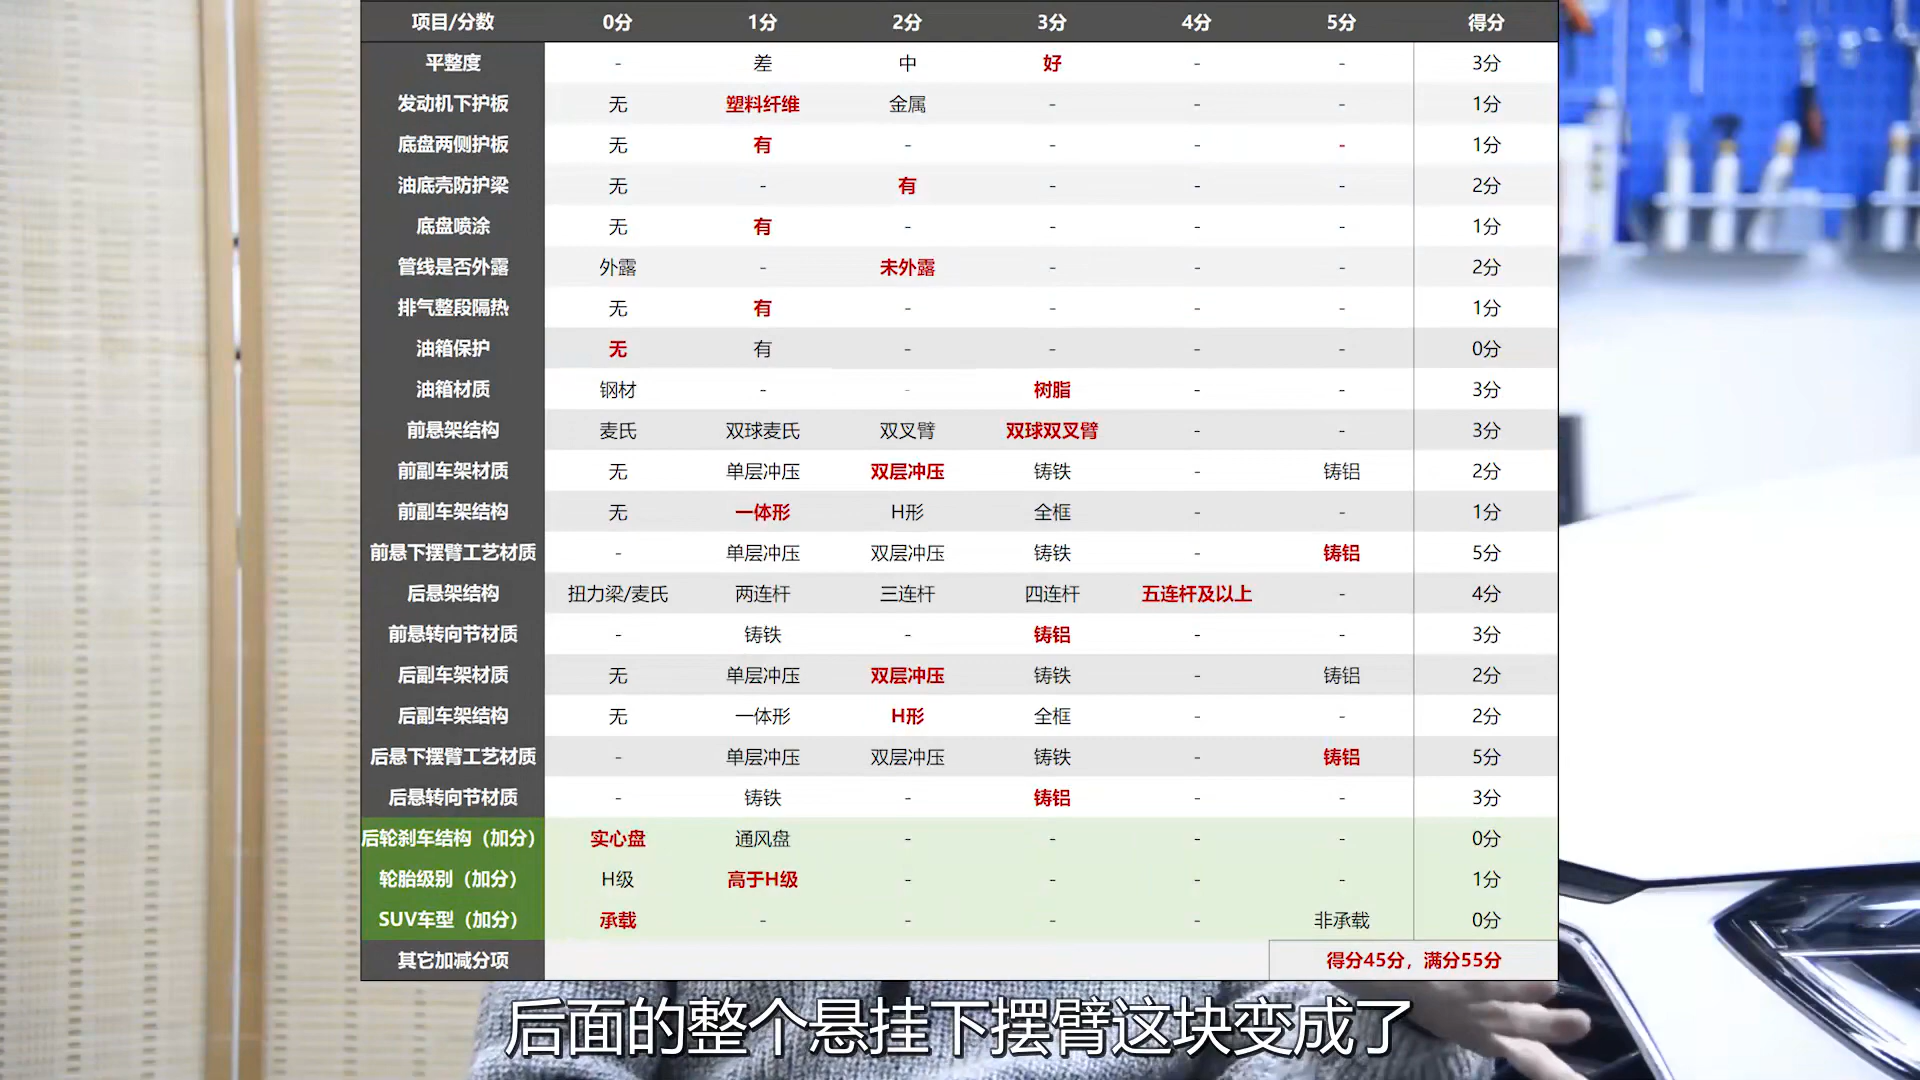 项目/分数 0分 1分 2分 3分 4分 5分 得分
平整度 - 差 中 好 - - 3分
发动机下护板 无 塑料纤维 金属 - - - 1分
底盘两侧护板 无 有 - - - - 1分
油底壳防护梁 无 - 有 - - - 2分
底盘喷涂 无 有 - - - - 1分
管线是否外露 外露 - 未外露 - - - 2分
排气整段隔热 无 有 - - - - 1分
油箱保护 无 有 - - - - 0分
油箱材质 钢材 - - 树脂 - - 3分
前悬架结构 麦氏 双球麦氏 双叉臂 双球双叉臂 - - 3分
前副车架材质 无 单层冲压 双层冲压 铸铁 - 铸铝 2分
前副车架结构 无 一体形 H形 全框 - - 1分
前悬下摆臂工艺材质 - 单层冲压 双层冲压 铸铁 - 铸铝 5分
后悬架结构 扭力梁/麦氏 两连杆 三连杆 四连杆 五连杆及以上 - 4分
前悬转向节材质 - 铸铁 - 铸铝 - - 3分
后副车架材质 无 单层冲压 双层冲压 铸铁 - 铸铝 2分
后副车架结构 无 一体形 H形 全框 - - 2分
后悬下摆臂工艺材质 - 单层冲压 双层冲压 铸铁 - 铸铝 5分
后悬转向节材质 - 铸铁 - 铸铝 - - 3分
后轮刹车结构（加分） 实心盘 通风盘 - - - - 0分
轮胎级别（加分） H级 高于H级 - - - - 1分
SUV车型（加分） 承载 - - - - 非承载 0分
其它加减分项 得分45分，满分55分
后面的整个悬挂下摆臂这块变成了